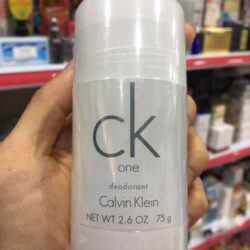 ck
one
deodorant
Calvin Klein
NET WT 2.6 OZ 75 g